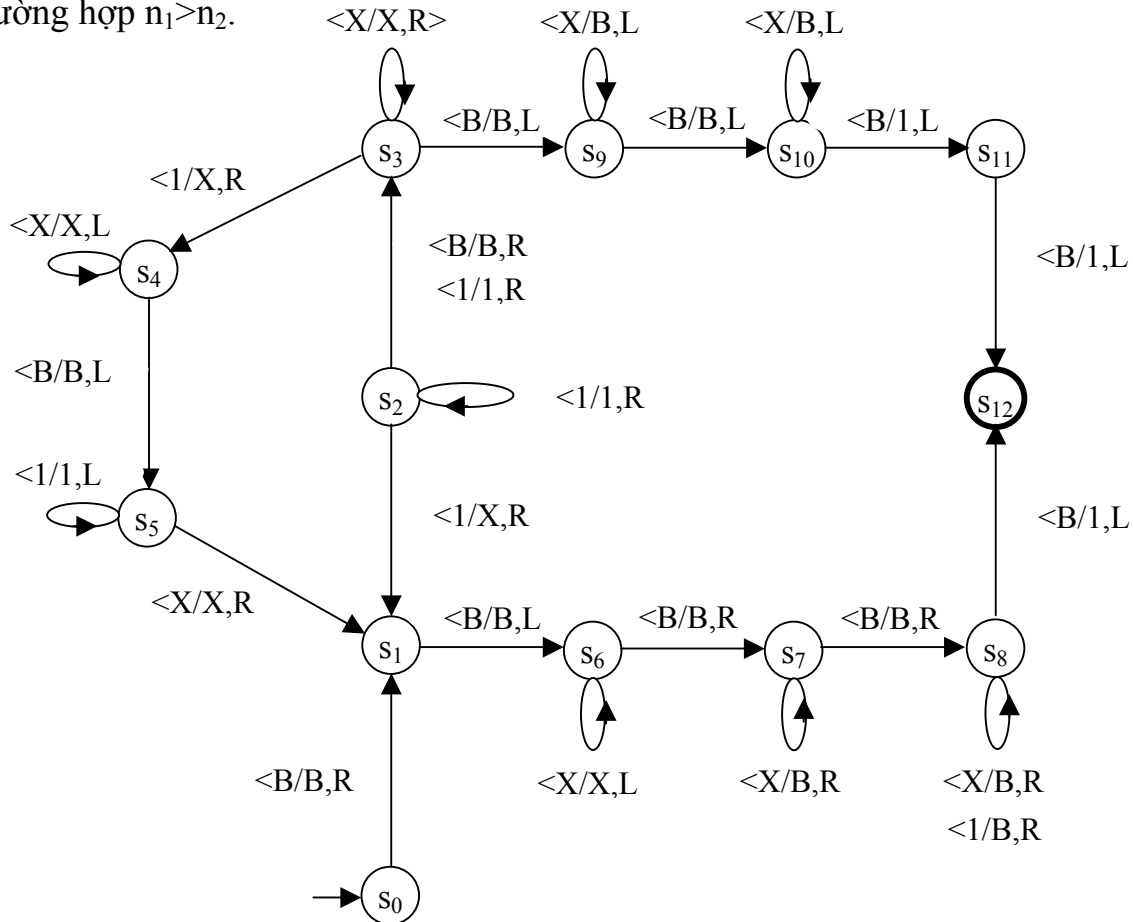 ường hợp n₁>n₂.
<X/X,R>
<X/B,L
<X/B,L
<B/B,L
<B/B,L
<B/1,L
s₃
s₉
s₁₀
s₁₁
<1/X,R
<X/X,L
s₄
<B/B,R
<1/1,R
<B/1,L
<B/B,L
s₂
<1/1,R
s₁₂
<1/1,L
s₅
<1/X,R
<B/1,L
<X/X,R
<B/B,L
<B/B,R
<B/B,R
s₁
s₆
s₇
s₈
<B/B,R
<X/X,L
<X/B,R
<X/B,R
<1/B,R
s₀